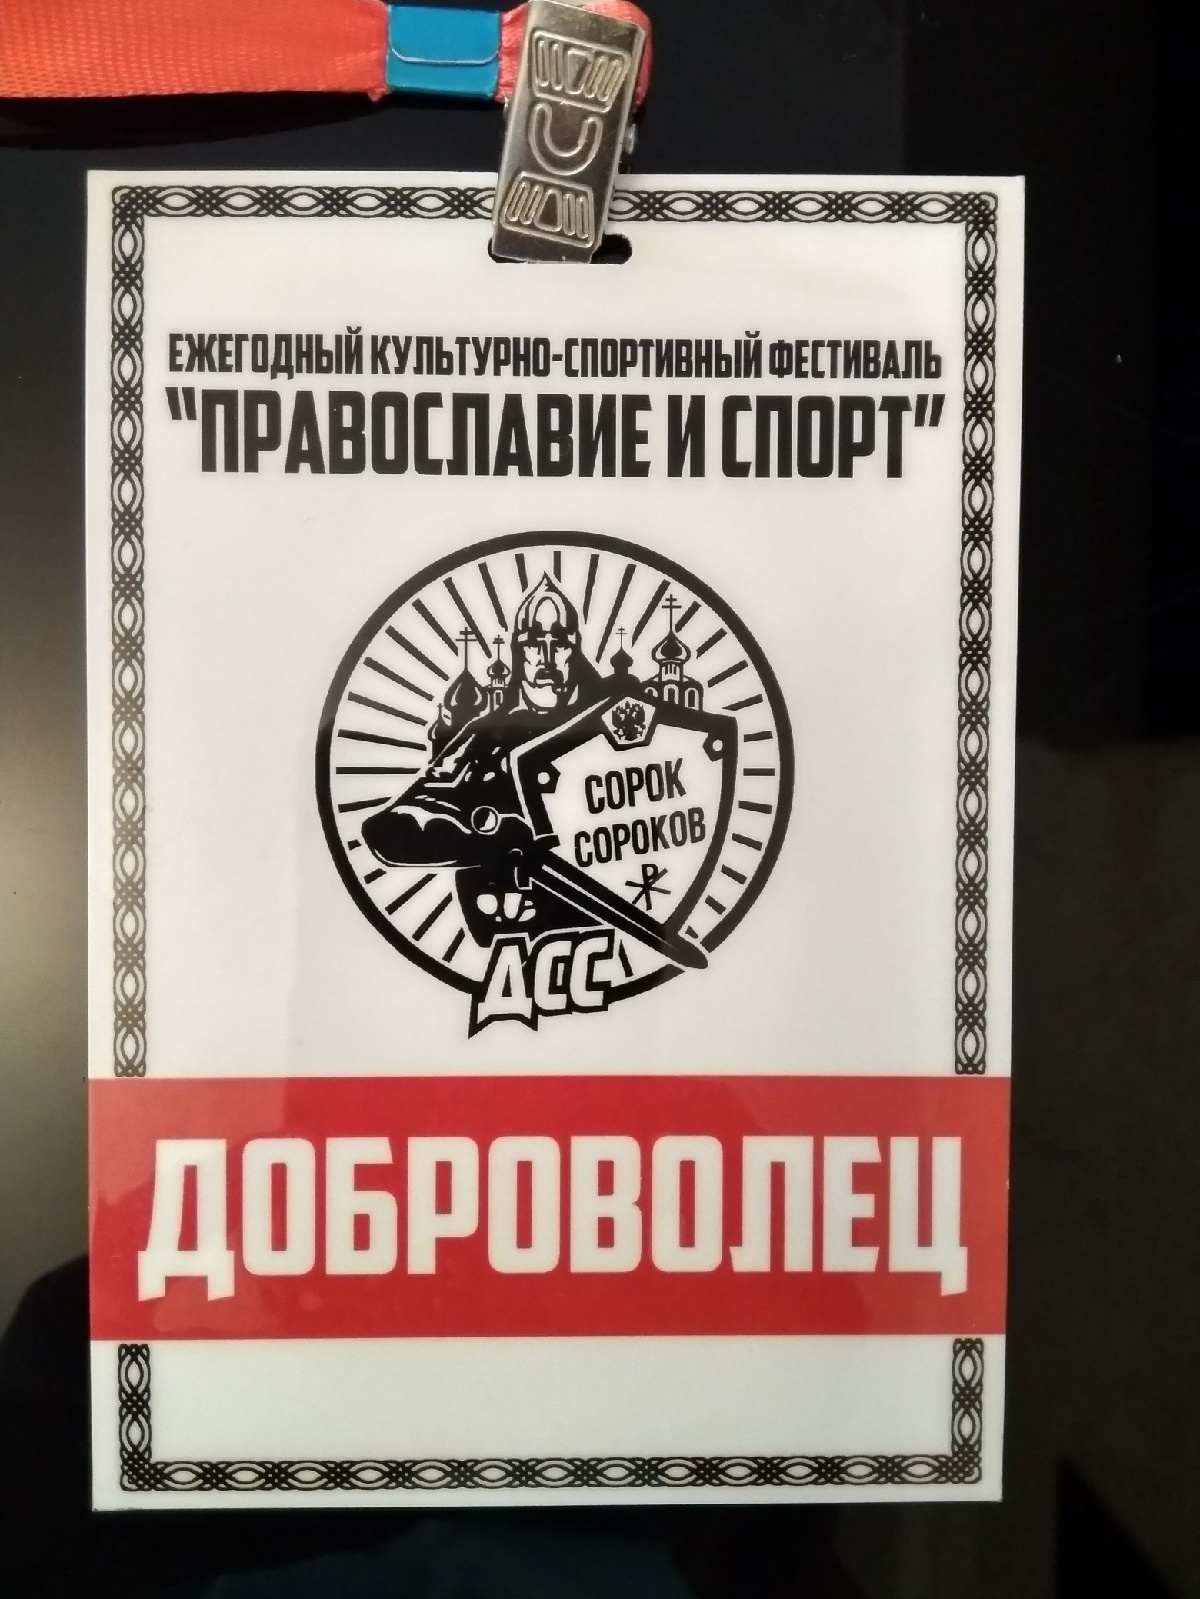 ЕЖЕГОДНЫЙ КУЛЬТУРНО-СПОРТИВНЫЙ ФЕСТИВАЛЬ
"ПРАВОСЛАВИЕ И СПОРТ"
СОРОК
СОРОКОВ
ДСС
ДОБРОВОЛЕЦ